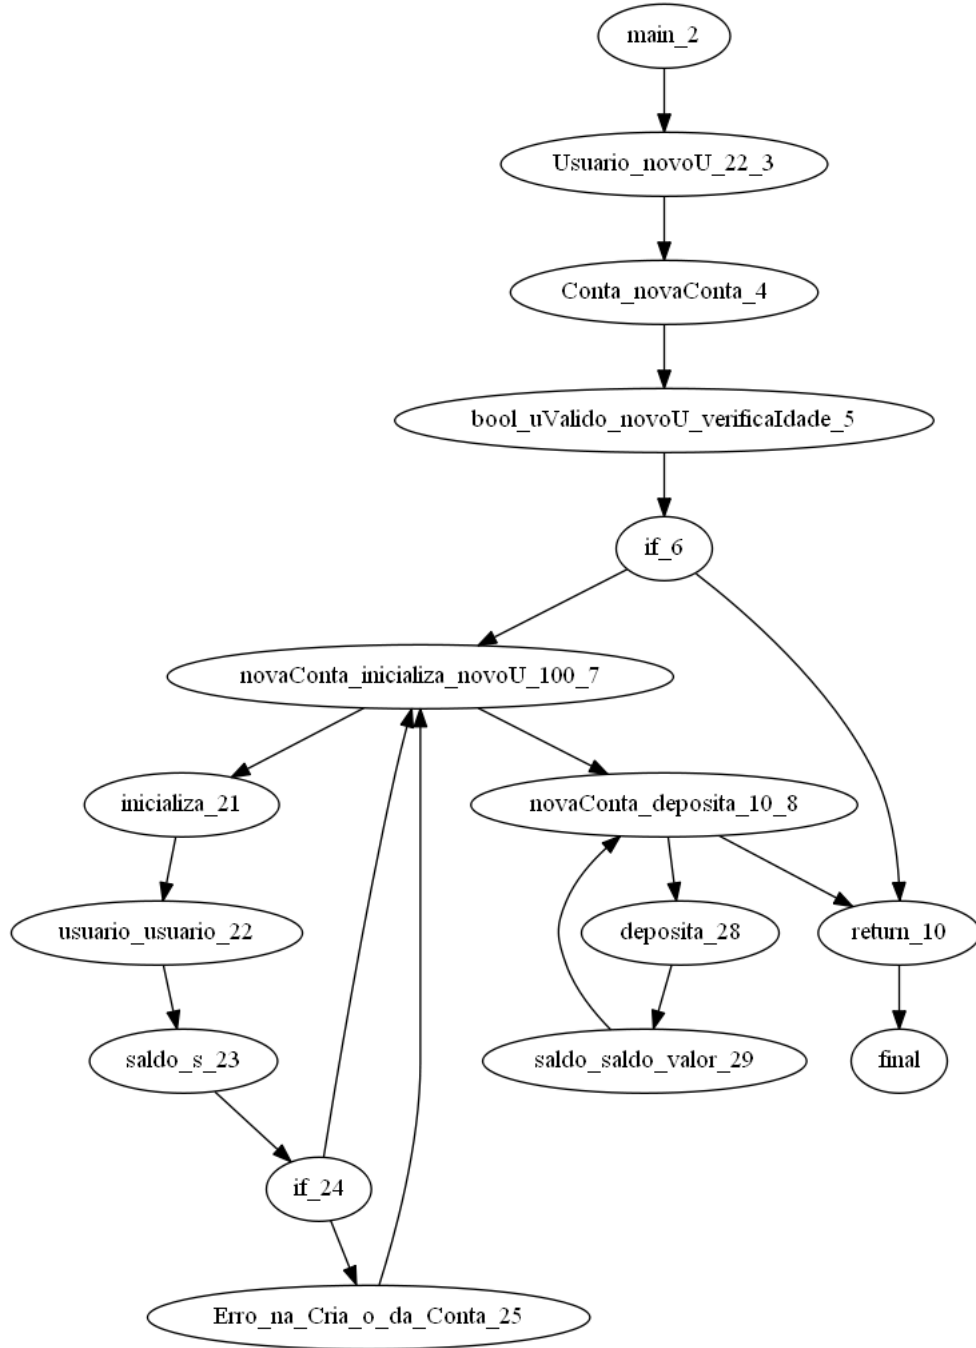 main_2
Usuario_novoU_22_3
Conta_novaConta_4
bool_uValido_novoU_verificaIdade_5
if_6
novaConta_inicializa_novoU_100_7
inicializa_21
novaConta_deposita_10_8
usuario_usuario_22
deposita_28
return_10
saldo_s_23
saldo_saldo_valor_29
final
if_24
Erro_na_Cria_o_da_Conta_25